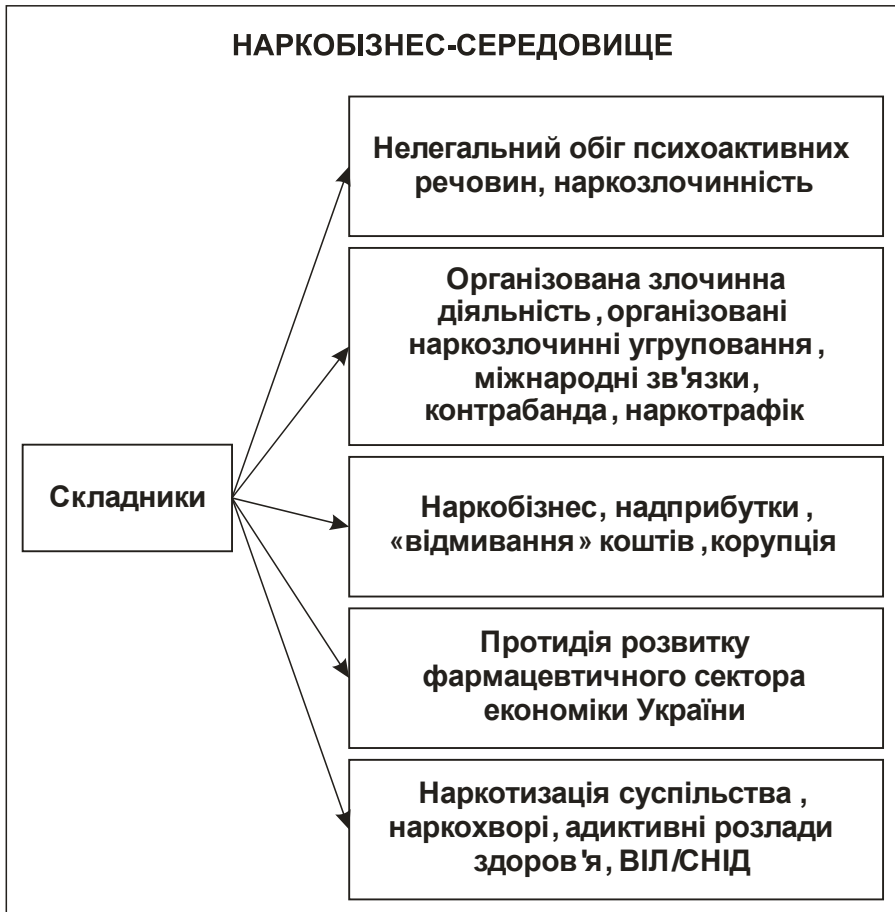 НАРКОБІЗНЕС-СЕРЕДОВИЩЕ
Нелегальний обіг психоактивних
речовин, наркозлочинність
Організована злочинна
діяльність , організовані
наркозлочинні угруповання ,
міжнародні зв'язки,
контрабанда , наркотрафік
Складники
Наркобізнес, надприбутки ,
«відмивання» коштів ,корупція
Протидія розвитку
фармацевтичного сектора
економіки України
Наркотизація суспільства ,
наркохворі, адиктивні розлади
здоров'я, ВІЛ/СНІД